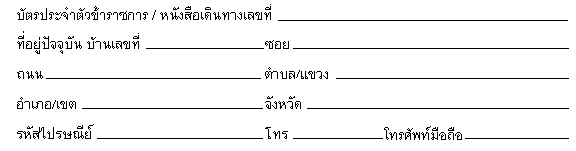 บัตรประจำตัวข้าราชการ / หนังสือเดินทางเลขที่
ที่อยู่ปัจจุบัน บ้านเลขที่ ซอย
ถนน ตำบล/แขวง
อำเภอ/เขต จังหวัด
รหัสไปรษณีย์ โทร โทรศัพท์มือถือ